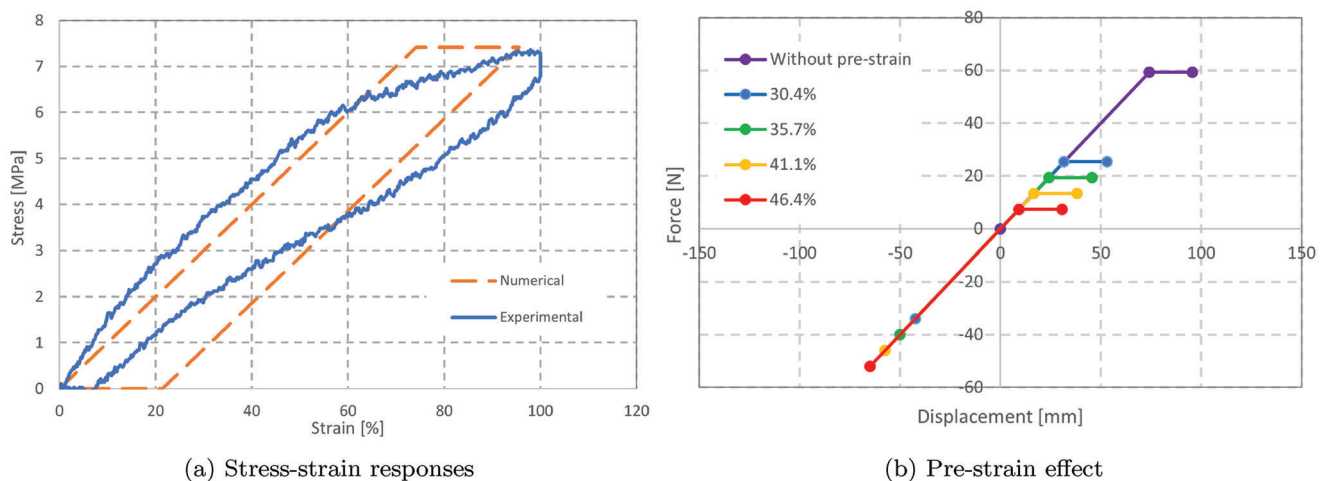 8
7
6
5
4
3
2
1
0
Stress [MPa]
Numerical
Experimental
0 20 40 60 80 100 120
Strain [%]
(a) Stress-strain responses
80
60
40
20
0
-20
-40
-60
Force [N]
Without pre-strain
30.4%
35.7%
41.1%
46.4%
-150 -100 -50 0 50 100 150
Displacement [mm]
(b) Pre-strain effect